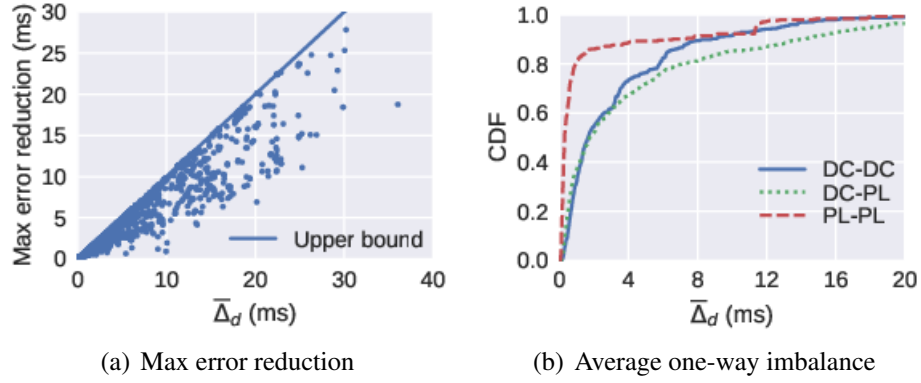 30
25
20
15
10
5
0
Max error reduction (ms)
Upper bound
0 10 20 30 40
Δ̅_d (ms)
(a) Max error reduction
1.0
0.8
0.6
0.4
0.2
0.0
CDF
DC-DC
DC-PL
PL-PL
0 4 8 12 16 20
Δ̅_d (ms)
(b) Average one-way imbalance